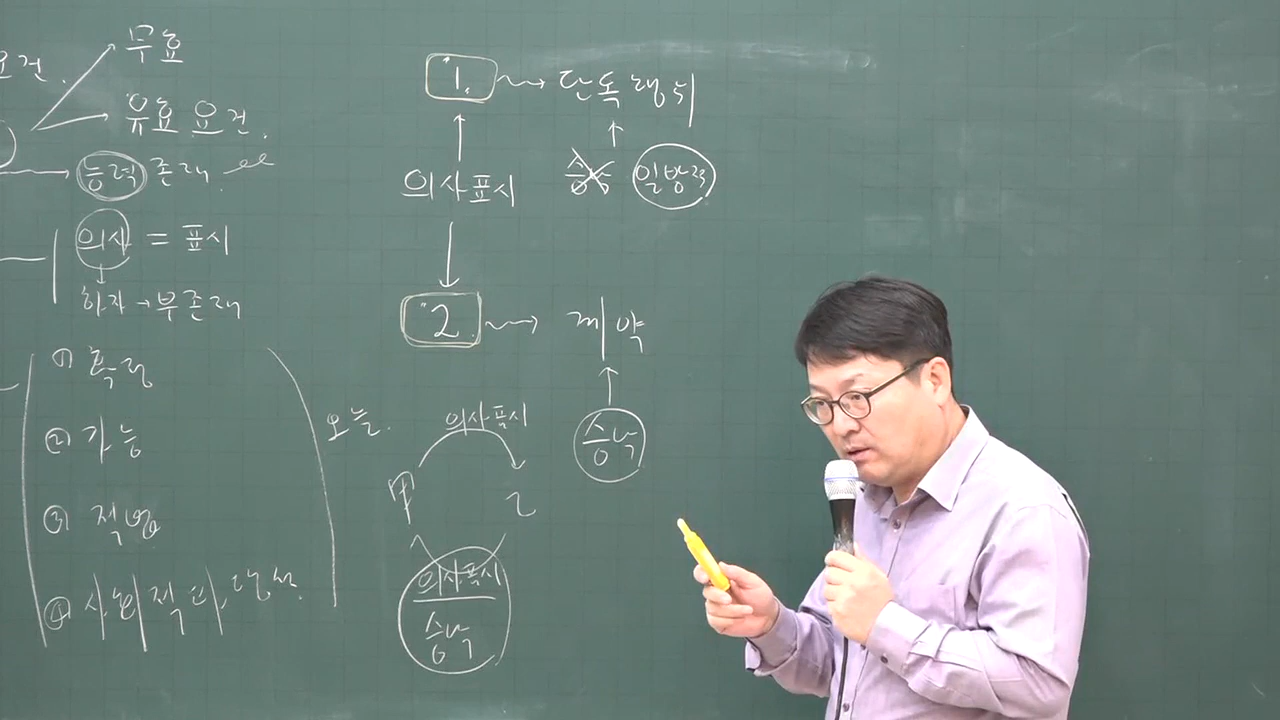 요건.
무효
유효 요건.
능력 존재
의사 = 표시
하자 → 부존재
① 확정
② 가능
③ 적법
④ 사회적타당성.
1. 단독행위
승낙 일방적
의사표시
2. 계약
승낙
오늘.
의사표시
甲 乙
의사표시
승낙